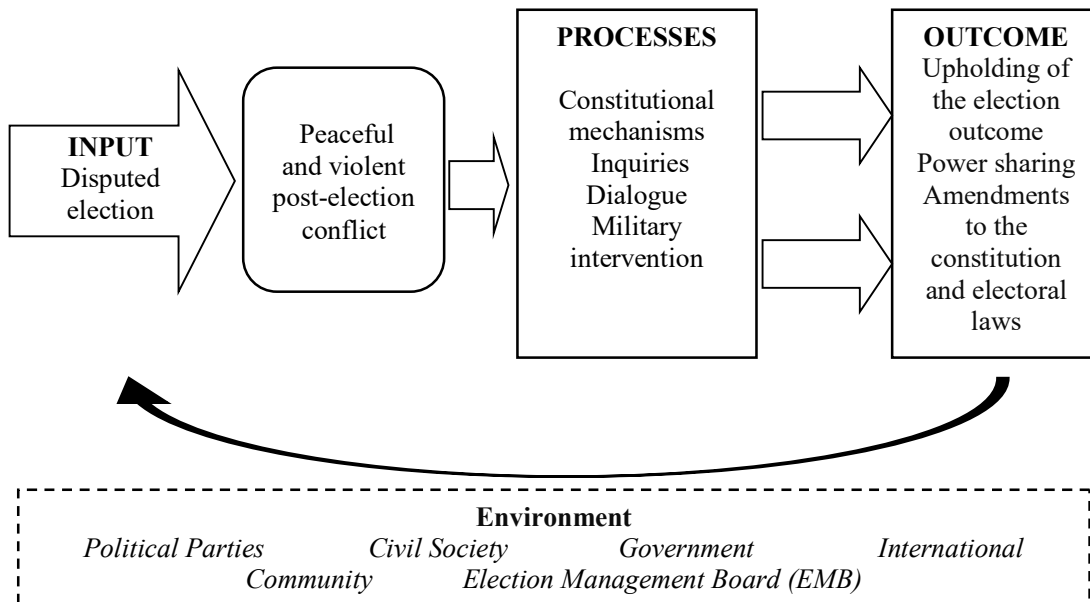 INPUT
Disputed
election
Peaceful
and violent
post-election
conflict
PROCESSES
Constitutional
mechanisms
Inquiries
Dialogue
Military
intervention
OUTCOME
Upholding of
the election
outcome
Power sharing
Amendments
to the
constitution
and electoral
laws
Environment
Political Parties Civil Society Government International
Community Election Management Board (EMB)